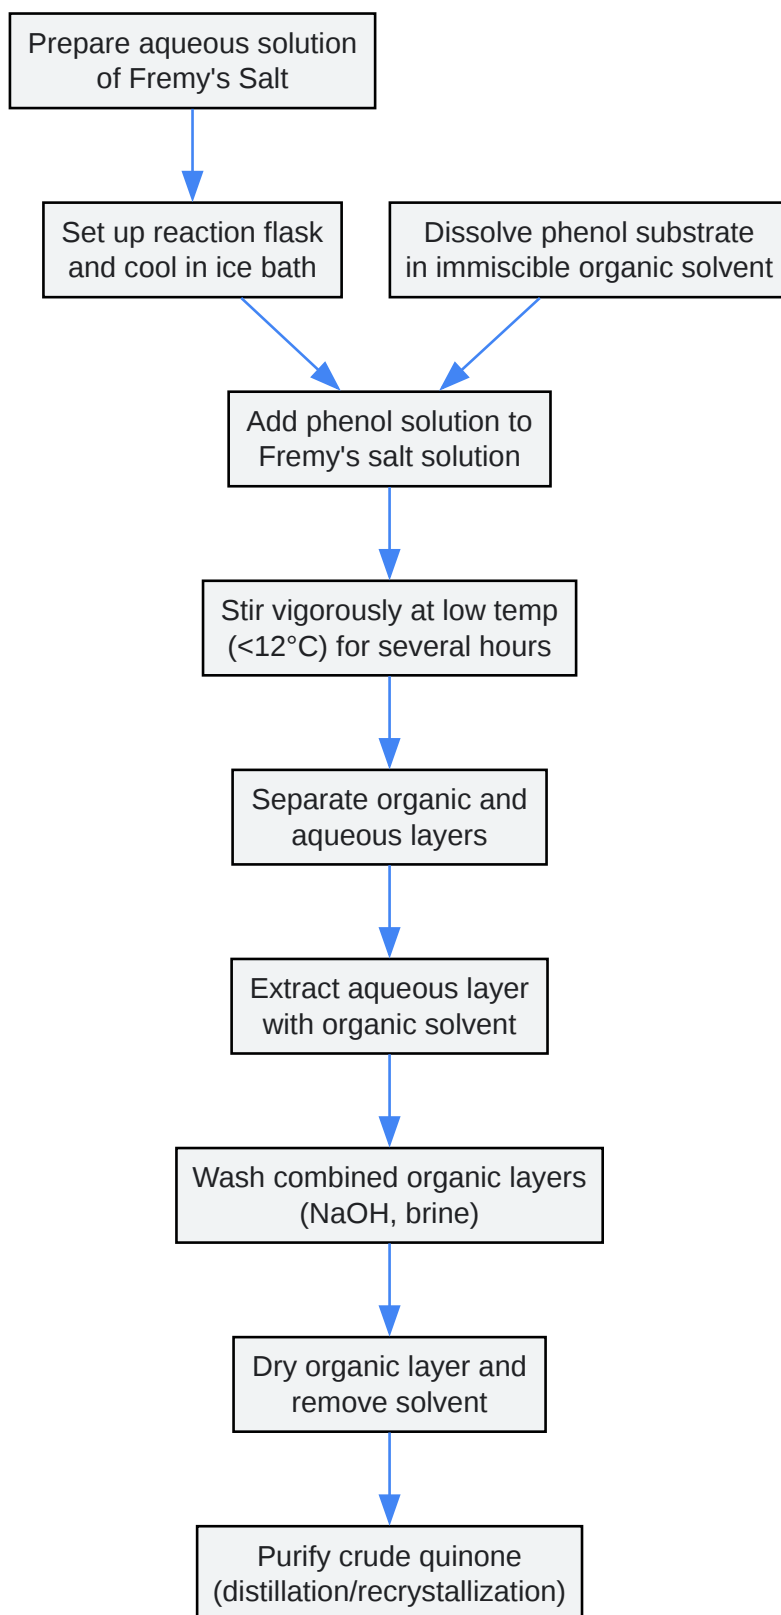 Prepare aqueous solution
of Fremy's Salt
Set up reaction flask
and cool in ice bath
Dissolve phenol substrate
in immiscible organic solvent
Add phenol solution to
Fremy's salt solution
Stir vigorously at low temp
(<12°C) for several hours
Separate organic and
aqueous layers
Extract aqueous layer
with organic solvent
Wash combined organic layers
(NaOH, brine)
Dry organic layer and
remove solvent
Purify crude quinone
(distillation/recrystallization)